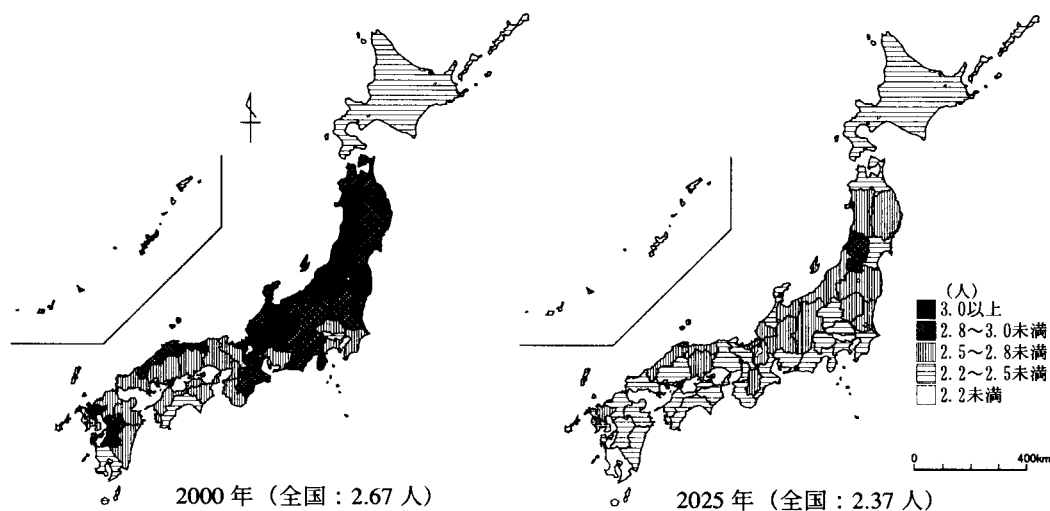 (人)
3.0以上
2.8～3.0未満
2.5～2.8未満
2.2～2.5未満
2.2未満
0 400km
2000年（全国：2.67人）
2025年（全国：2.37人）